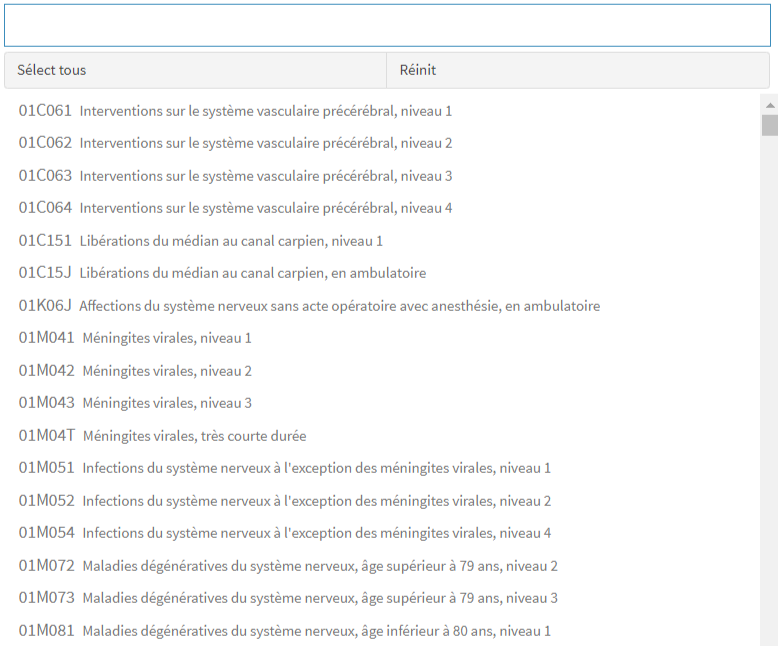 Sélect tous Réinit
01C061 Interventions sur le système vasculaire précérébral, niveau 1
01C062 Interventions sur le système vasculaire précérébral, niveau 2
01C063 Interventions sur le système vasculaire précérébral, niveau 3
01C064 Interventions sur le système vasculaire précérébral, niveau 4
01C151 Libérations du médian au canal carpien, niveau 1
01C15J Libérations du médian au canal carpien, en ambulatoire
01K06J Affections du système nerveux sans acte opératoire avec anesthésie, en ambulatoire
01M041 Méningites virales, niveau 1
01M042 Méningites virales, niveau 2
01M043 Méningites virales, niveau 3
01M04T Méningites virales, très courte durée
01M051 Infections du système nerveux à l'exception des méningites virales, niveau 1
01M052 Infections du système nerveux à l'exception des méningites virales, niveau 2
01M054 Infections du système nerveux à l'exception des méningites virales, niveau 4
01M072 Maladies dégénératives du système nerveux, âge supérieur à 79 ans, niveau 2
01M073 Maladies dégénératives du système nerveux, âge supérieur à 79 ans, niveau 3
01M081 Maladies dégénératives du système nerveux, âge inférieur à 80 ans, niveau 1